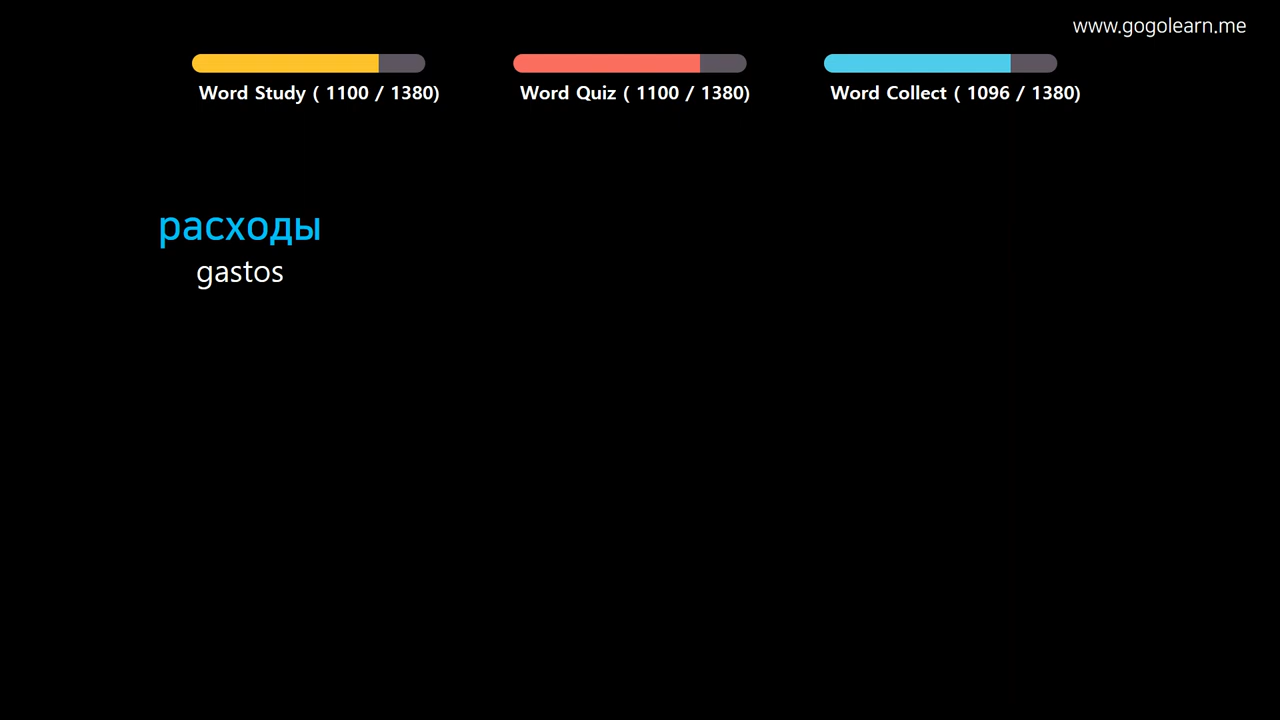 www.gogolearn.me
Word Study ( 1100 / 1380)
Word Quiz ( 1100 / 1380)
Word Collect ( 1096 / 1380)
расходы
gastos